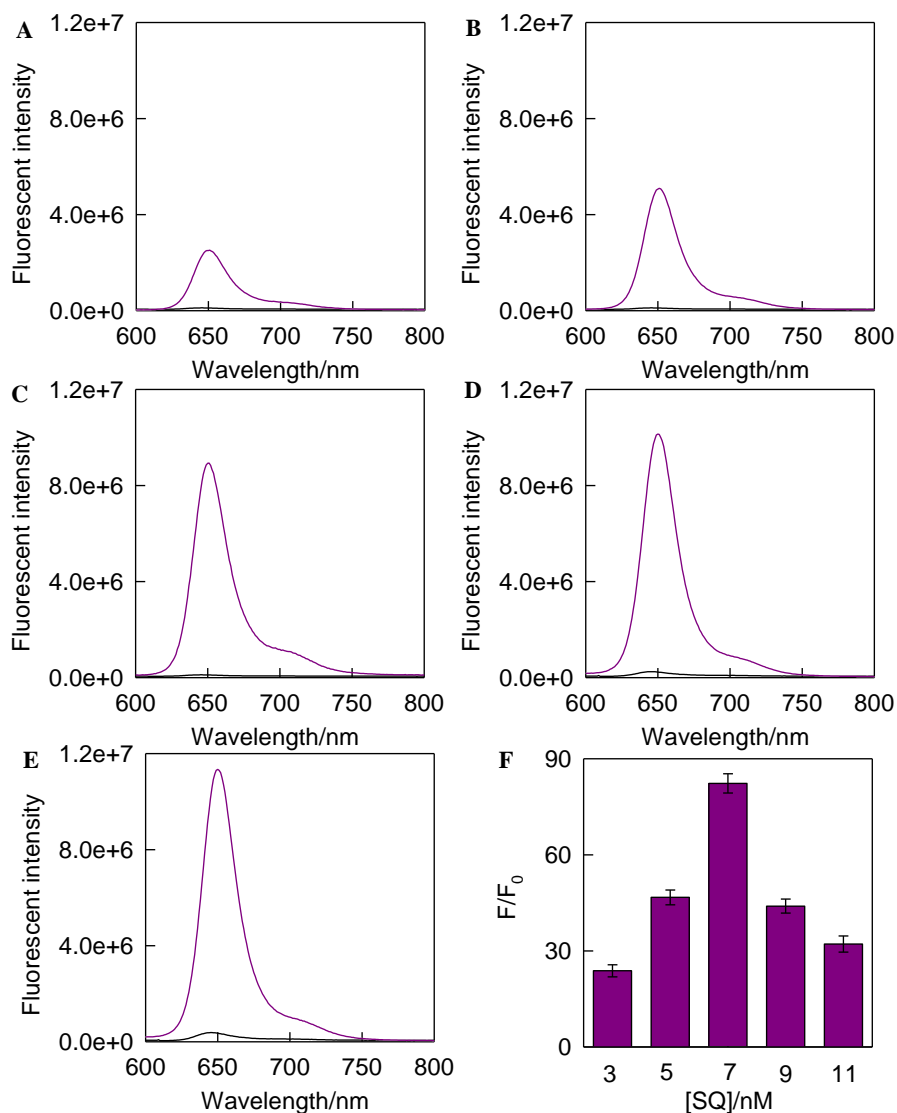 A
Fluorescent intensity
1.2e+7
8.0e+6
4.0e+6
0.0e+0
600 650 700 750 800
Wavelength/nm
B
Fluorescent intensity
1.2e+7
8.0e+6
4.0e+6
0.0e+0
600 650 700 750 800
Wavelength/nm
C
Fluorescent intensity
1.2e+7
8.0e+6
4.0e+6
0.0e+0
600 650 700 750 800
Wavelength/nm
D
Fluorescent intensity
1.2e+7
8.0e+6
4.0e+6
0.0e+0
600 650 700 750 800
Wavelength/nm
E
Fluorescent intensity
1.2e+7
8.0e+6
4.0e+6
0.0e+0
600 650 700 750 800
Wavelength/nm
F
F/F₀
90
60
30
0
3 5 7 9 11
[SQ]/nM